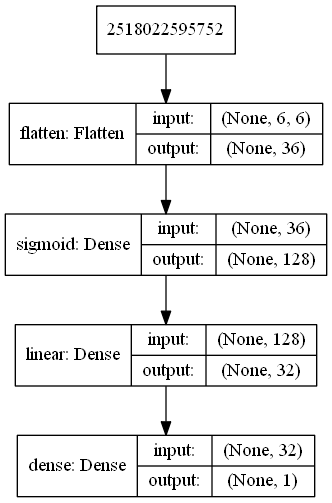 2518022595752
flatten: Flatten
input: (None, 6, 6)
output: (None, 36)
sigmoid: Dense
input: (None, 36)
output: (None, 128)
linear: Dense
input: (None, 128)
output: (None, 32)
dense: Dense
input: (None, 32)
output: (None, 1)